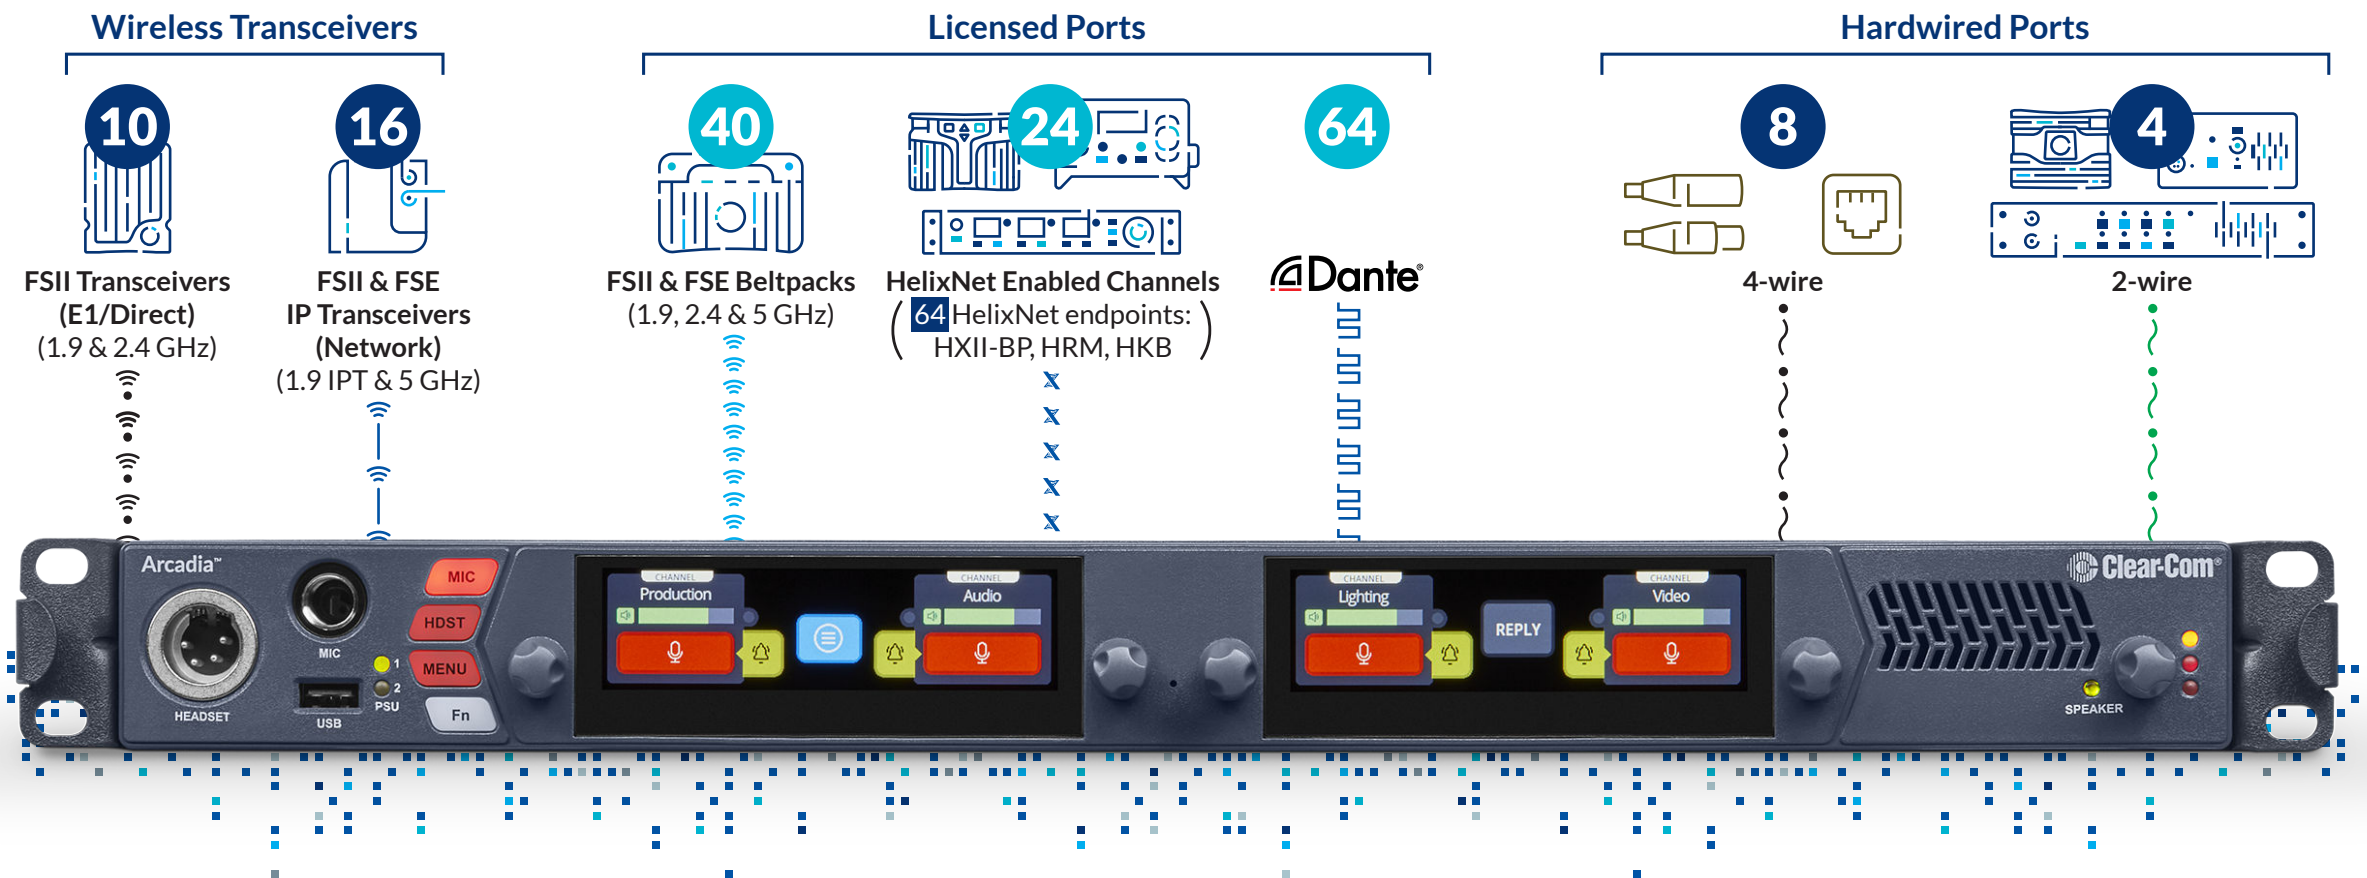 Wireless Transceivers
Licensed Ports
Hardwired Ports
10
16
40
24
64
8
4
FSII Transceivers
(E1/Direct)
(1.9 & 2.4 GHz)
FSII & FSE
IP Transceivers
(Network)
(1.9 IPT & 5 GHz)
FSII & FSE Beltpacks
(1.9, 2.4 & 5 GHz)
HelixNet Enabled Channels
( 64 HelixNet endpoints:
HXII-BP, HRM, HKB )
Dante®
4-wire
2-wire
Arcadia™
HEADSET
MIC
USB
1
2
PSU
MIC
HDST
MENU
Fn
CHANNEL
Production
CHANNEL
Audio
CHANNEL
Lighting
REPLY
CHANNEL
Video
Clear-Com®
SPEAKER